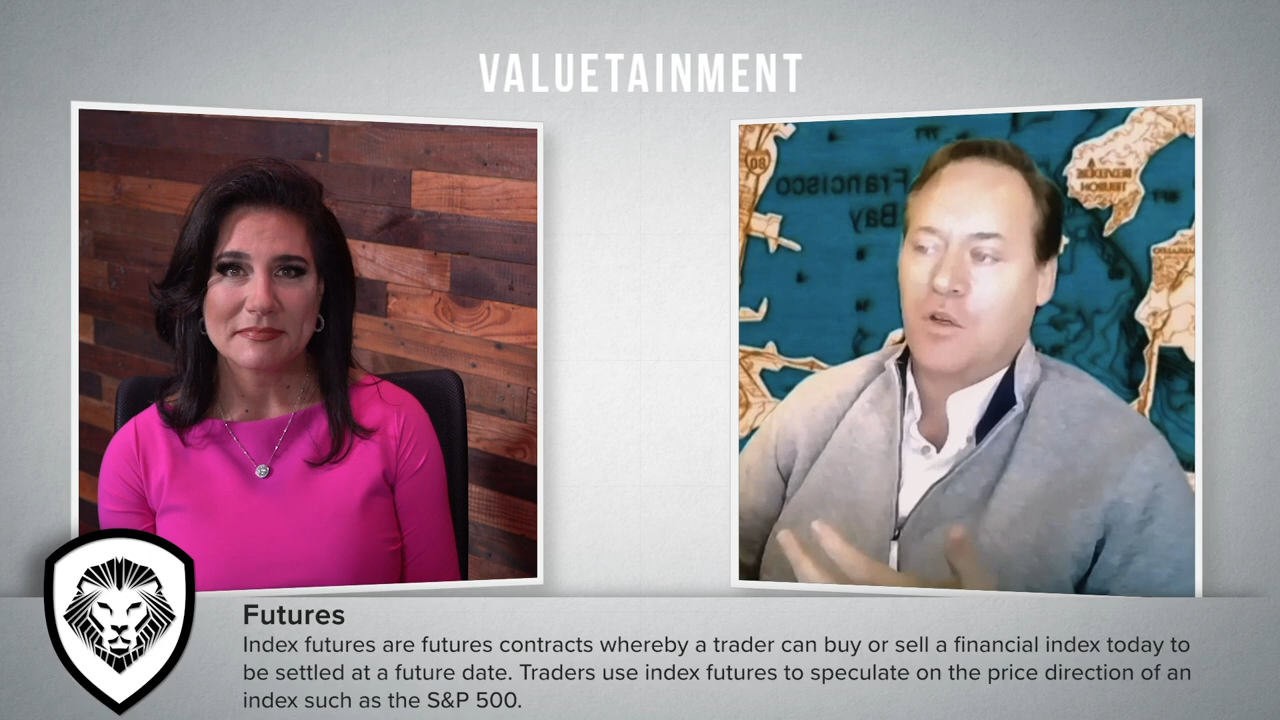 VALUETAINMENT
80
Francisco
Bay
Futures
Index futures are futures contracts whereby a trader can buy or sell a financial index today to
be settled at a future date. Traders use index futures to speculate on the price direction of an
index such as the S&P 500.